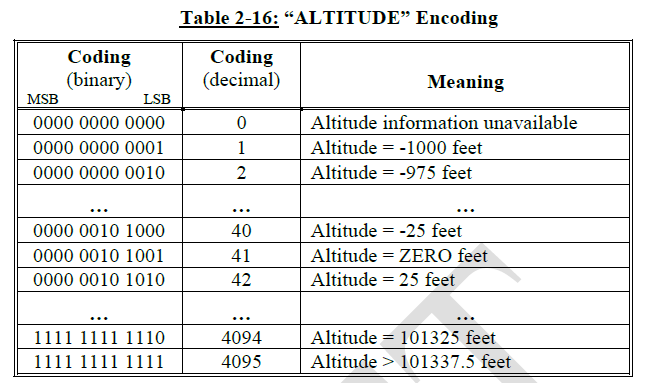 Table 2-16: “ALTITUDE” Encoding
Coding (binary) MSB LSB Coding (decimal) Meaning
0000 0000 0000 0 Altitude information unavailable
0000 0000 0001 1 Altitude = -1000 feet
0000 0000 0010 2 Altitude = -975 feet
... ... ...
0000 0010 1000 40 Altitude = -25 feet
0000 0010 1001 41 Altitude = ZERO feet
0000 0010 1010 42 Altitude = 25 feet
... ... ...
1111 1111 1110 4094 Altitude = 101325 feet
1111 1111 1111 4095 Altitude > 101337.5 feet